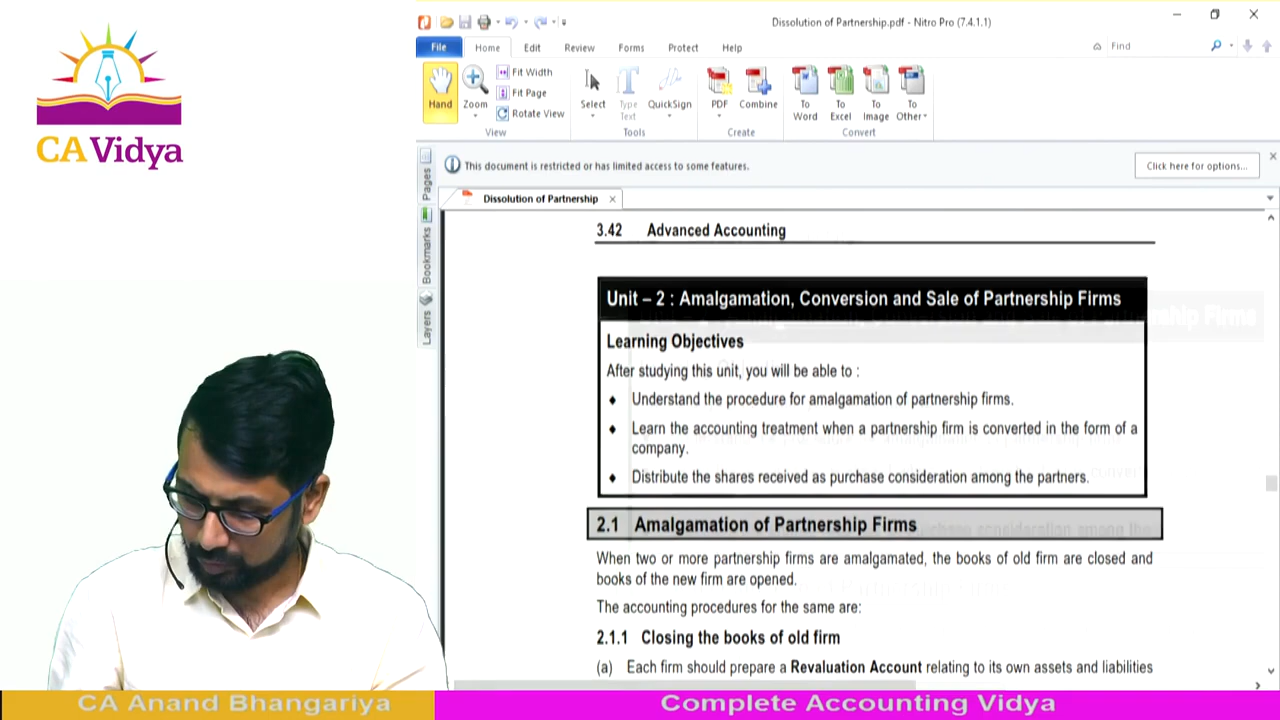 CA Vidya
Dissolution of Partnership.pdf - Nitro Pro (7.4.1.1)
File Home Edit Review Forms Protect Help
Find
Hand
Zoom
Fit Width
Fit Page
Rotate View
View
Select
Type Text
QuickSign
Tools
PDF
Combine
Create
To Word
To Excel
To Image
To Other
Convert
This document is restricted or has limited access to some features.
Click here for options...
Pages
Bookmarks
Layers
Dissolution of Partnership
3.42 Advanced Accounting
Unit – 2 : Amalgamation, Conversion and Sale of Partnership Firms
Learning Objectives
After studying this unit, you will be able to :
♦ Understand the procedure for amalgamation of partnership firms.
♦ Learn the accounting treatment when a partnership firm is converted in the form of a
company.
♦ Distribute the shares received as purchase consideration among the partners.
2.1 Amalgamation of Partnership Firms
When two or more partnership firms are amalgamated, the books of old firm are closed and
books of the new firm are opened.
The accounting procedures for the same are:
2.1.1 Closing the books of old firm
(a) Each firm should prepare a Revaluation Account relating to its own assets and liabilities
CA Anand Bhangariya
Complete Accounting Vidya